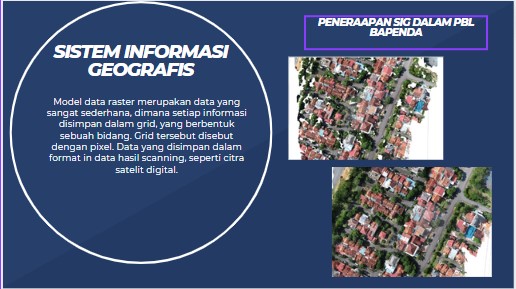 SISTEM INFORMASI
GEOGRAFIS
Model data raster merupakan data yang
sangat sederhana, dimana setiap informasi
disimpan dalam grid, yang berbentuk
sebuah bidang. Grid tersebut disebut
dengan pixel. Data yang disimpan dalam
format in data hasil scanning, seperti citra
satelit digital.
PENERAAPAN SIG DALAM PBL
BAPENDA